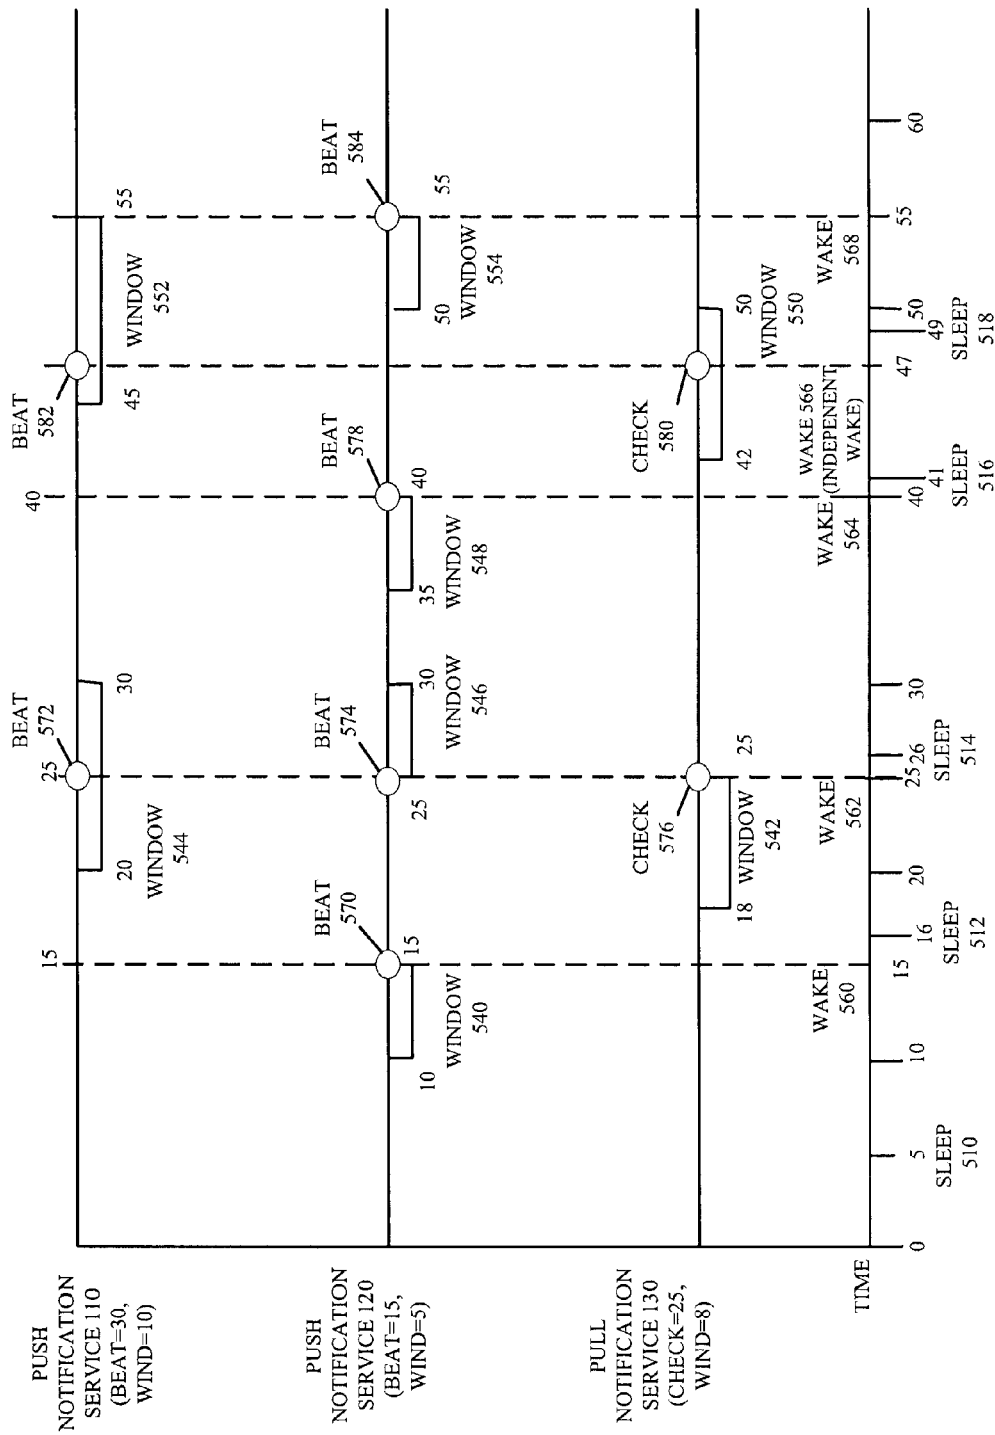 PUSH
NOTIFICATION
SERVICE 110
(BEAT=30,
WIND=10)
15
20
WINDOW
544
25
BEAT
572
30
40
BEAT
582
45
WINDOW
552
55
PUSH
NOTIFICATION
SERVICE 120
(BEAT=15,
WIND=5)
10
WINDOW
540
BEAT
570
15
25
BEAT
574
30
WINDOW
546
35
WINDOW
548
BEAT
578
40
50
WINDOW
554
BEAT
584
55
PULL
NOTIFICATION
SERVICE 130
(CHECK=25,
WIND=8)
18
WINDOW
542
CHECK
576
25
CHECK
580
42
50
WINDOW
550
WAKE
560
WAKE
562
WAKE
564
WAKE 566
(INDEPENENT
WAKE)
WAKE
568
TIME
0
5
SLEEP
510
10
15
16
SLEEP
512
20
25
26
SLEEP
514
30
40
41
SLEEP
516
47
49
SLEEP
518
50
55
60